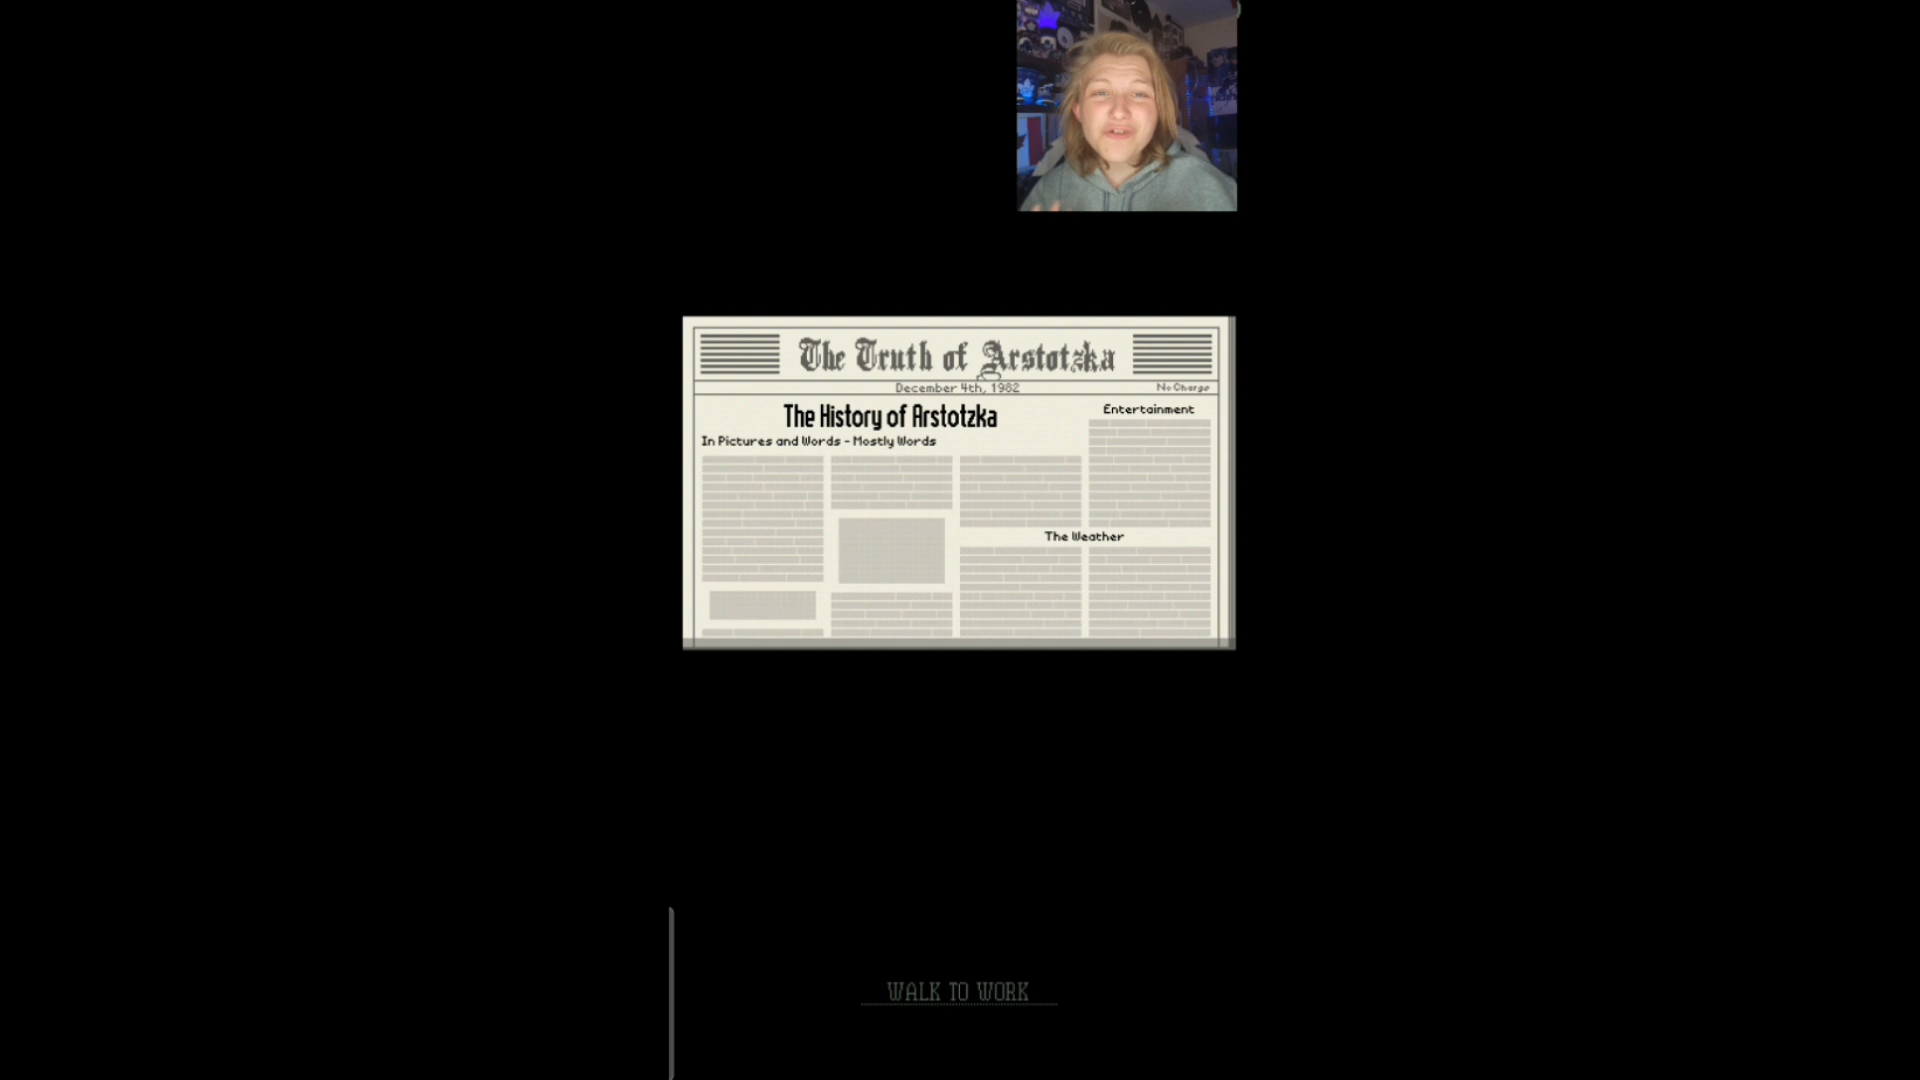 The Truth of Arstotzka
December 4th, 1982
No Charge
The History of Arstotzka
In Pictures and Words - Mostly Words
Entertainment
The Weather
WALK TO WORK